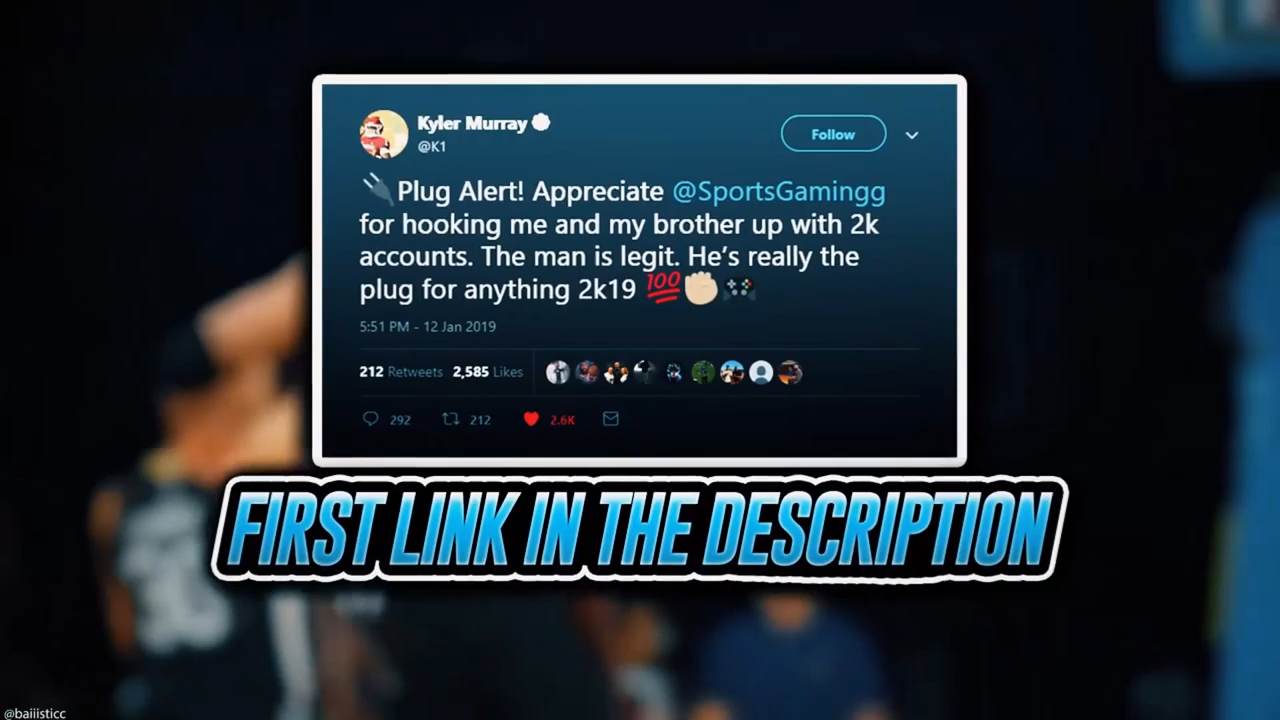 Kyler Murray
@K1
Follow
🔌Plug Alert! Appreciate @SportsGamingg
for hooking me and my brother up with 2k
accounts. The man is legit. He's really the
plug for anything 2k19 💯✊🏼🎮
5:51 PM - 12 Jan 2019
212 Retweets 2,585 Likes
292 212 2.6K
FIRST LINK IN THE DESCRIPTION
@baiiisticc